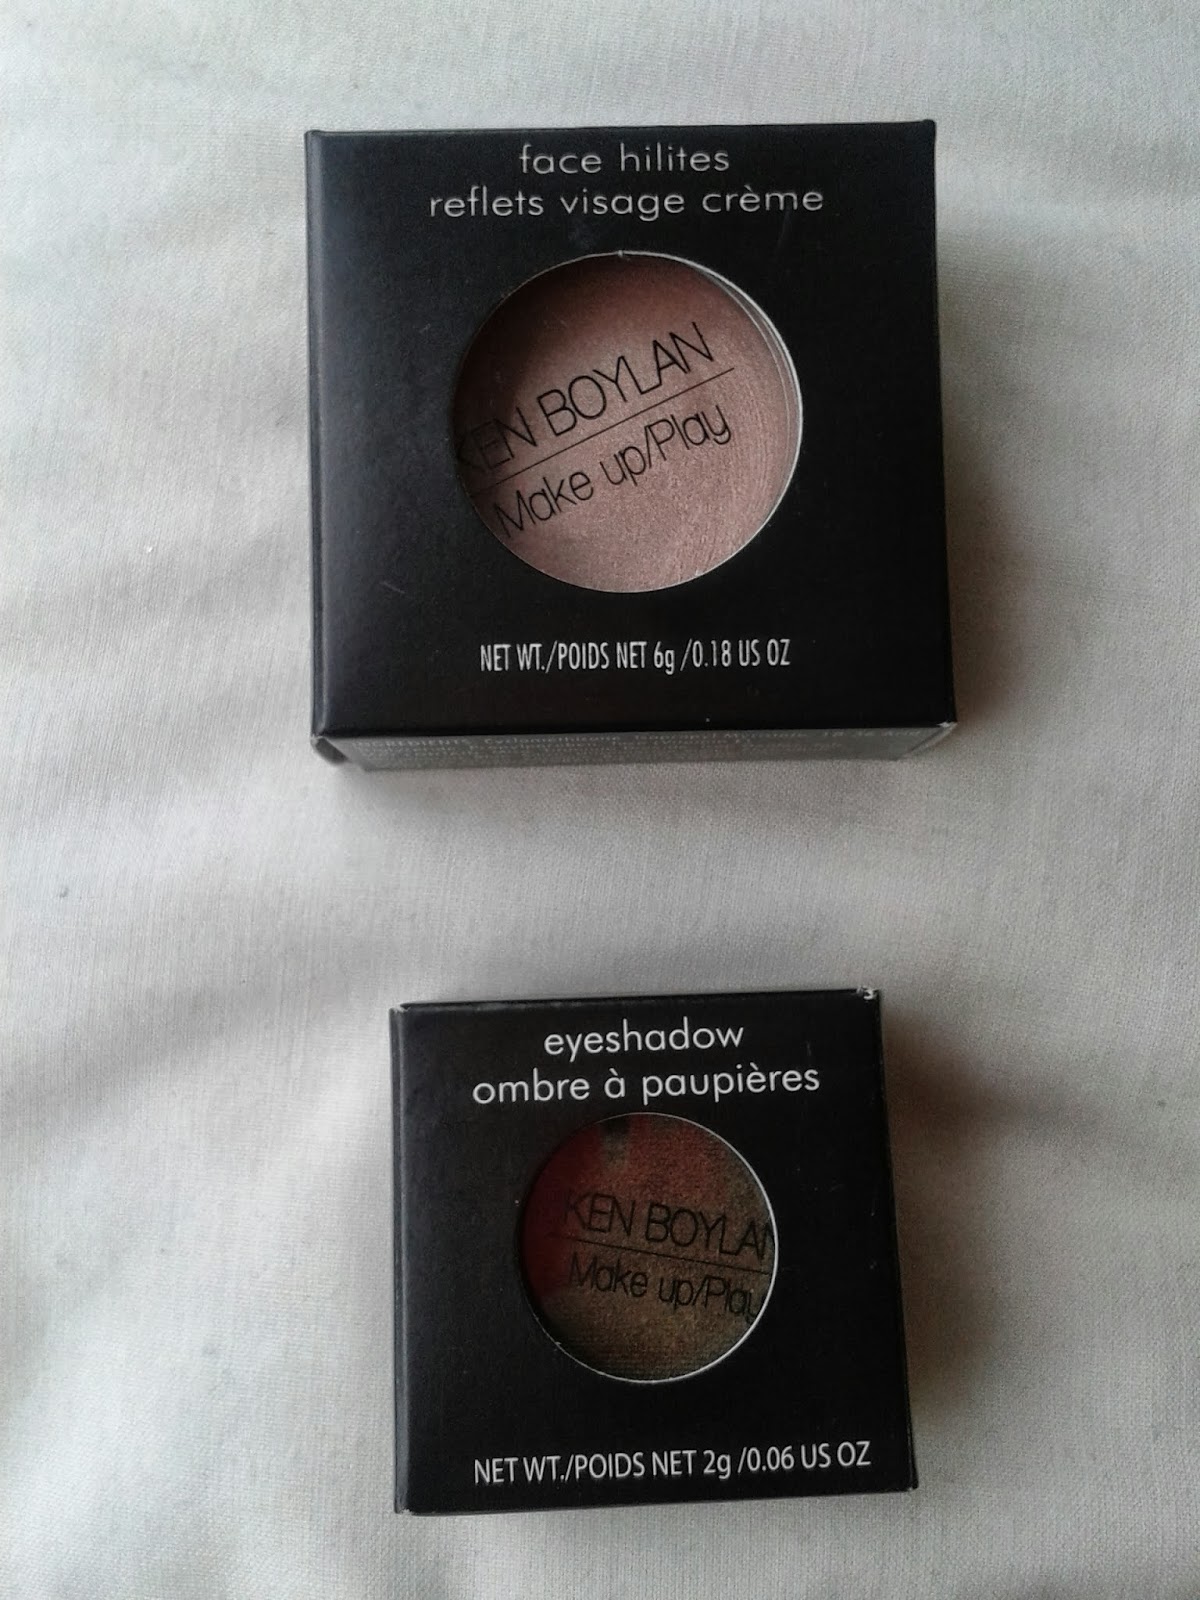 face hilites
reflets visage crème
KEN BOYLAN
Make up/Play
NET WT./POIDS NET 6g /0.18 US OZ
eyeshadow
ombre à paupières
KEN BOYLAN
Make up/Play
NET WT./POIDS NET 2g /0.06 US OZ